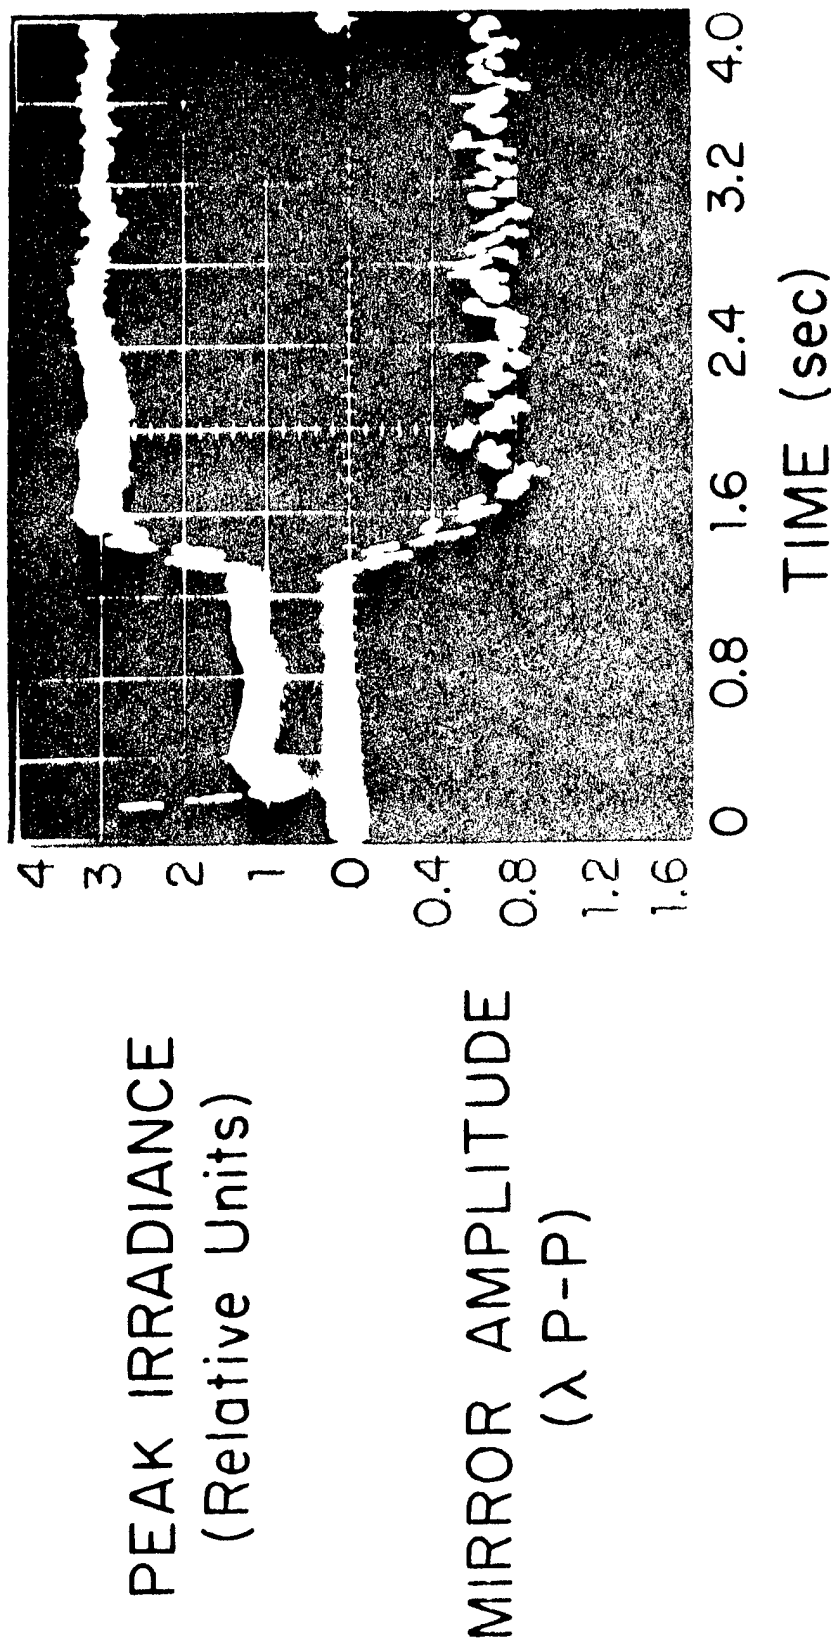 PEAK IRRADIANCE
(Relative Units)
4
3
2
1
0
0.4
0.8
1.2
1.6
MIRROR AMPLITUDE
(λ P-P)
0 0.8 1.6 2.4 3.2 4.0
TIME (sec)